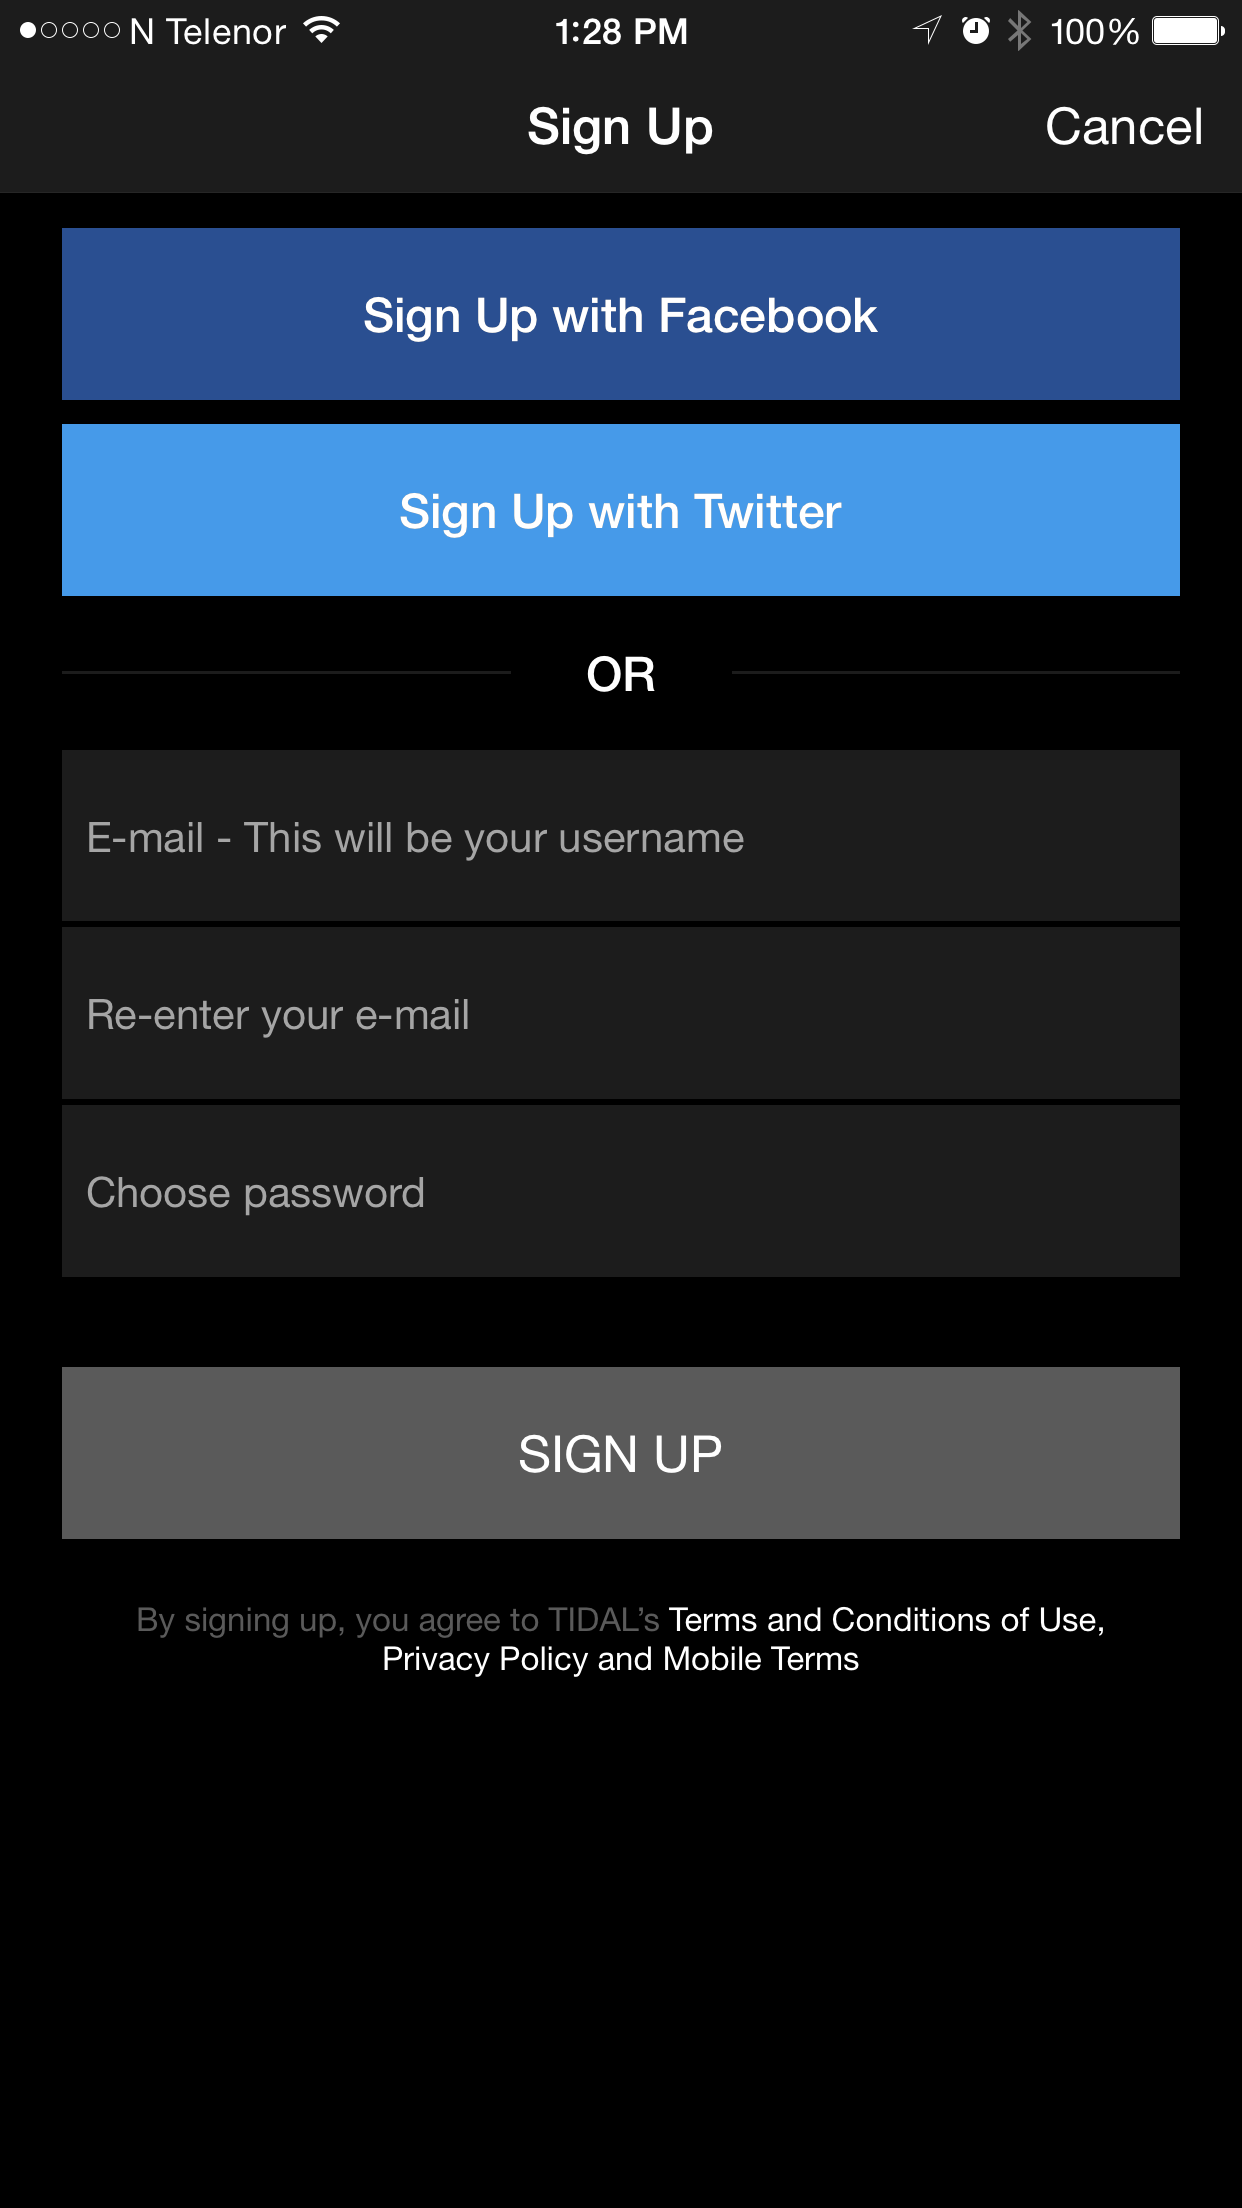 N Telenor 1:28 PM 100%
Sign Up Cancel
Sign Up with Facebook
Sign Up with Twitter
OR
E-mail - This will be your username
Re-enter your e-mail
Choose password
SIGN UP
By signing up, you agree to TIDAL’s Terms and Conditions of Use,
Privacy Policy and Mobile Terms